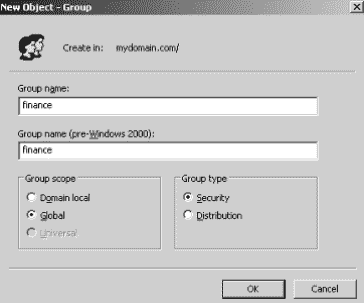 New Object - Group
Create in: mydomain.com/
Group name:
finance
Group name (pre-Windows 2000):
finance
Group scope
Group type
Domain local
Security
Global
Distribution
Universal
OK
Cancel